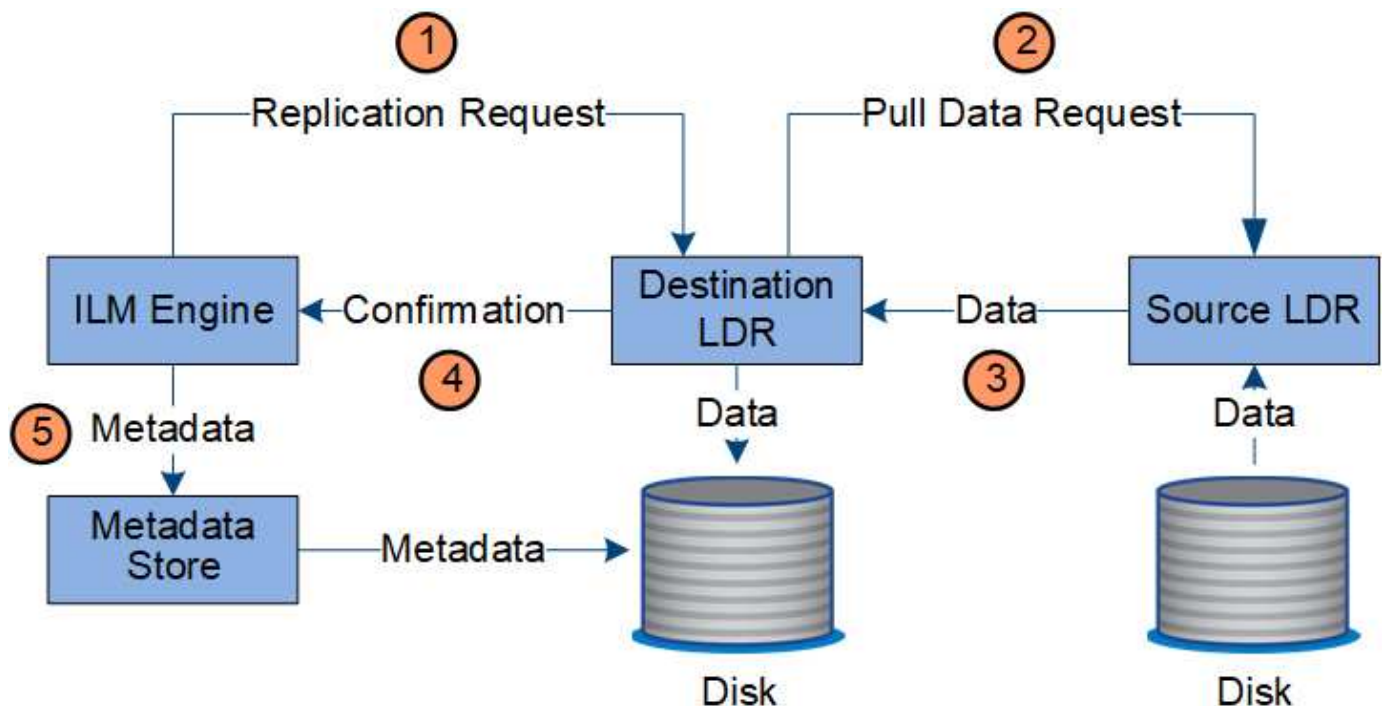 1
2
Replication Request
Pull Data Request
ILM Engine
Confirmation
Destination
LDR
Data
Source LDR
4
3
5
Metadata
Data
Data
Metadata
Store
Metadata
Disk
Disk